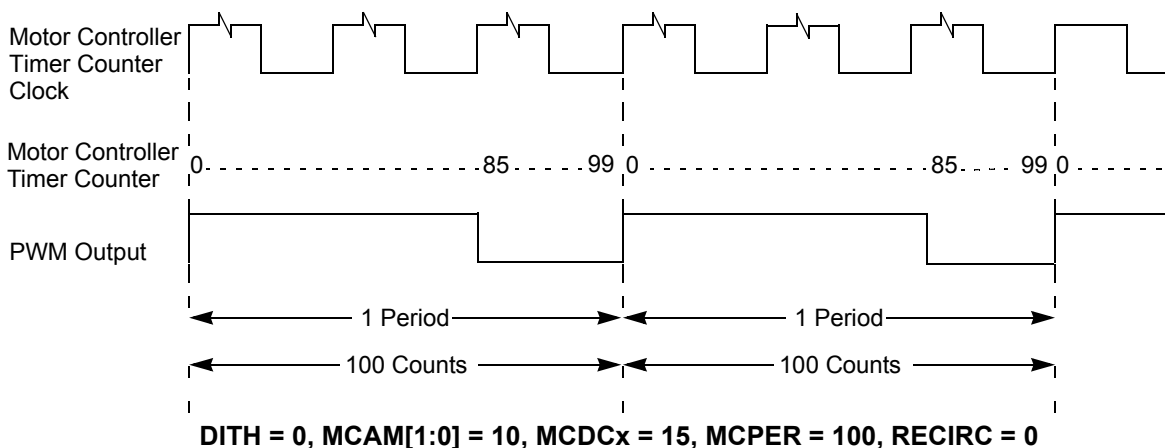 Motor Controller
Timer Counter
Clock
Motor Controller
Timer Counter
0 85 99 0 85 99 0
PWM Output
1 Period 1 Period
100 Counts 100 Counts
DITH = 0, MCAM[1:0] = 10, MCDCx = 15, MCPER = 100, RECIRC = 0